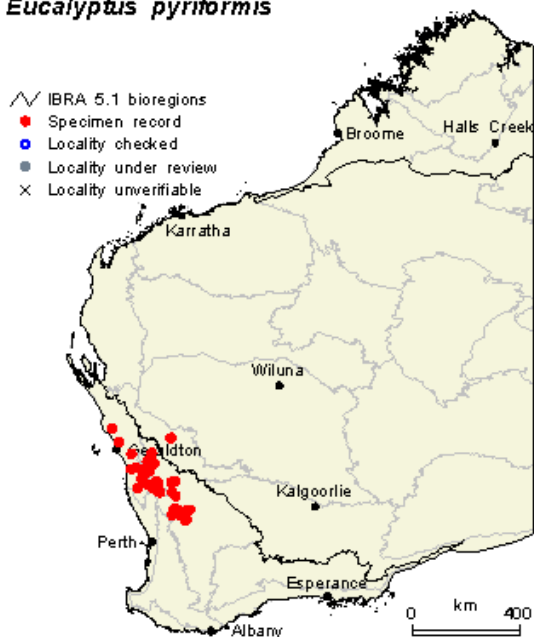 Eucalyptus pyriformis
IBRA 5.1 bioregions
Specimen record
Locality checked
Locality under review
Locality unverifiable
Broome
Halls Creek
Karratha
Wiluna
Geraldton
Kalgoorlie
Perth
Esperance
Albany
km
0 400